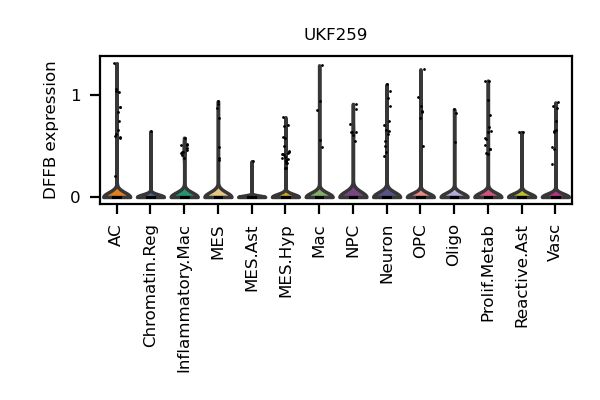 UKF259
DFFB expression
1
0
AC
Chromatin.Reg
Inflammatory.Mac
MES
MES.Ast
MES.Hyp
Mac
NPC
Neuron
OPC
Oligo
Prolif.Metab
Reactive.Ast
Vasc